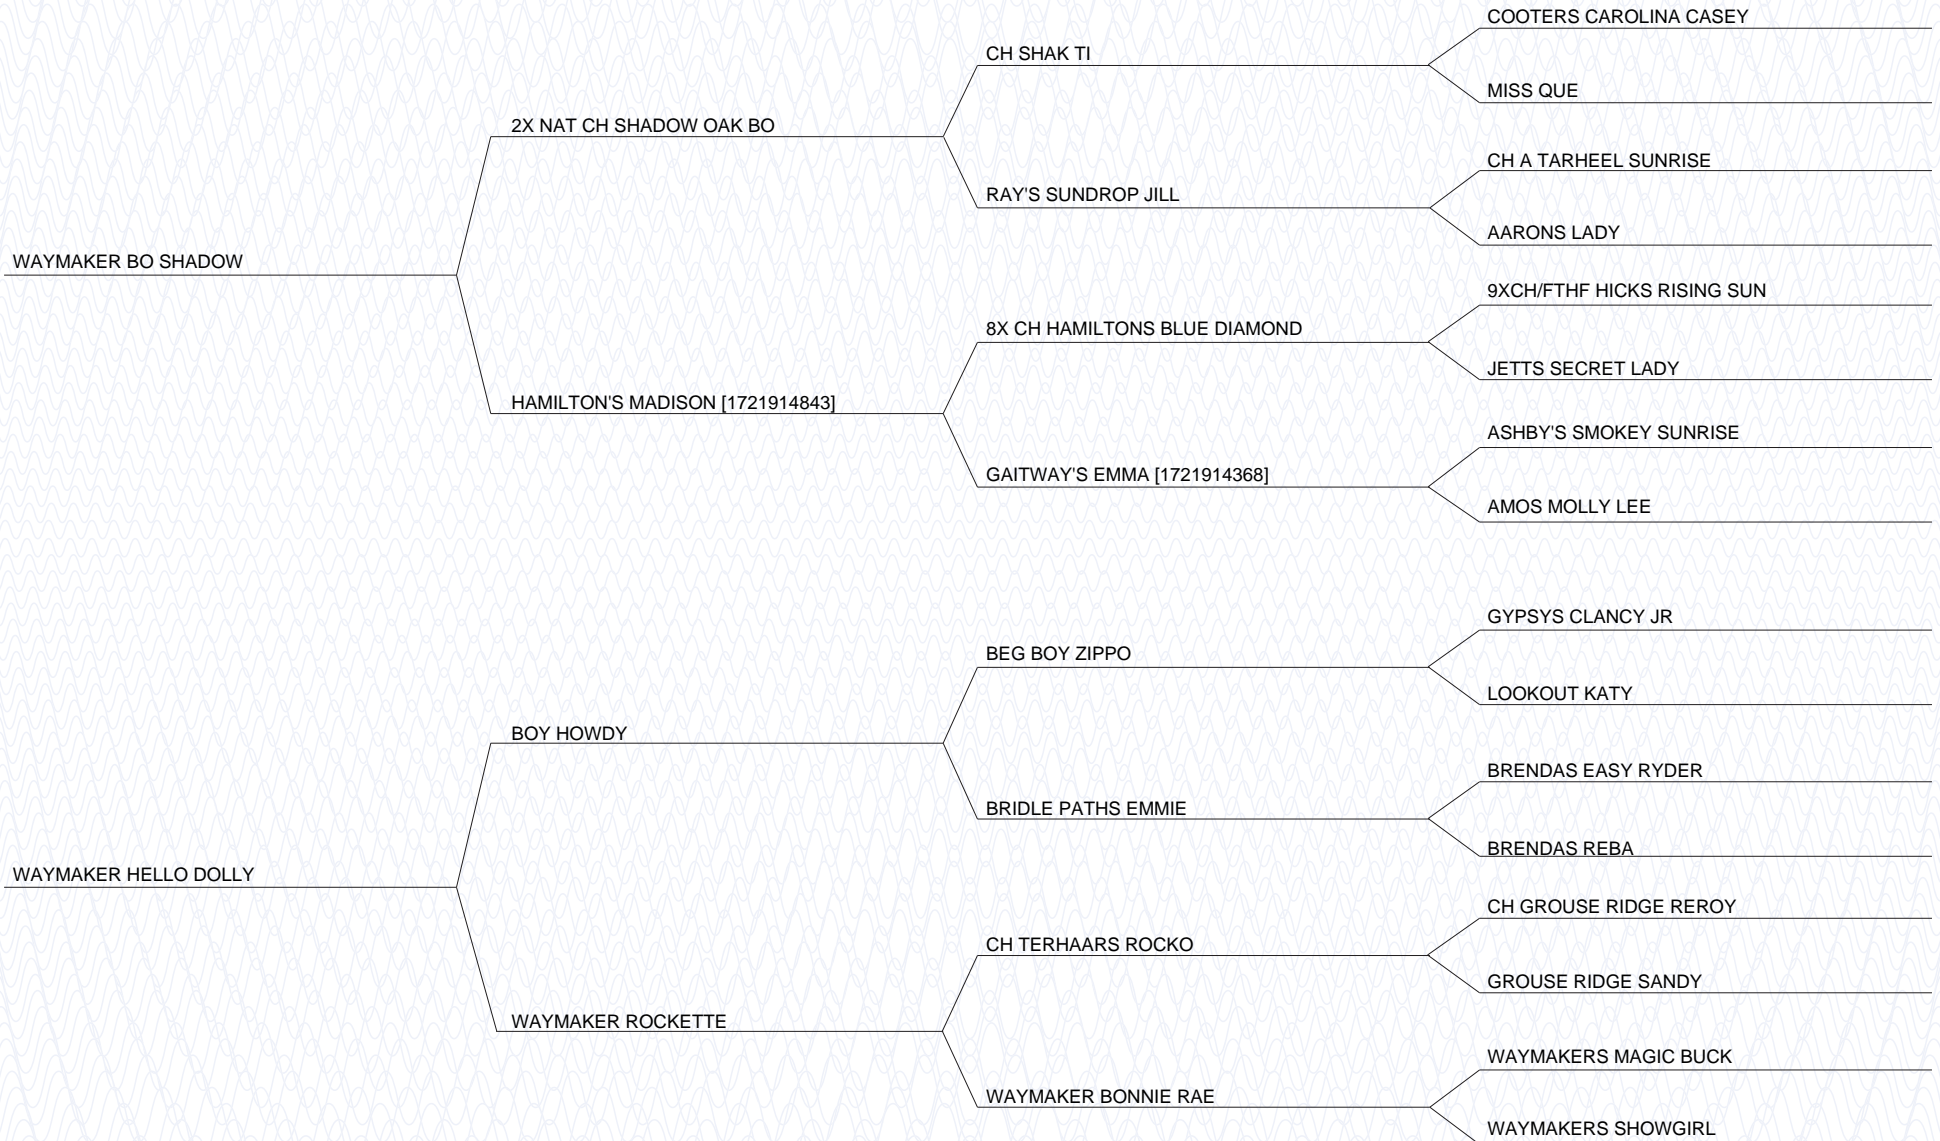 COOTERS CAROLINA CASEY
CH SHAK TI
MISS QUE
2X NAT CH SHADOW OAK BO
CH A TARHEEL SUNRISE
RAY'S SUNDROP JILL
AARONS LADY
WAYMAKER BO SHADOW
9XCH/FTHF HICKS RISING SUN
8X CH HAMILTONS BLUE DIAMOND
JETTS SECRET LADY
HAMILTON'S MADISON [1721914843]
ASHBY'S SMOKEY SUNRISE
GAITWAY'S EMMA [1721914368]
AMOS MOLLY LEE
GYPSYS CLANCY JR
BEG BOY ZIPPO
LOOKOUT KATY
BOY HOWDY
BRENDAS EASY RYDER
BRIDLE PATHS EMMIE
BRENDAS REBA
WAYMAKER HELLO DOLLY
CH GROUSE RIDGE REROY
CH TERHAARS ROCKO
GROUSE RIDGE SANDY
WAYMAKER ROCKETTE
WAYMAKERS MAGIC BUCK
WAYMAKER BONNIE RAE
WAYMAKERS SHOWGIRL